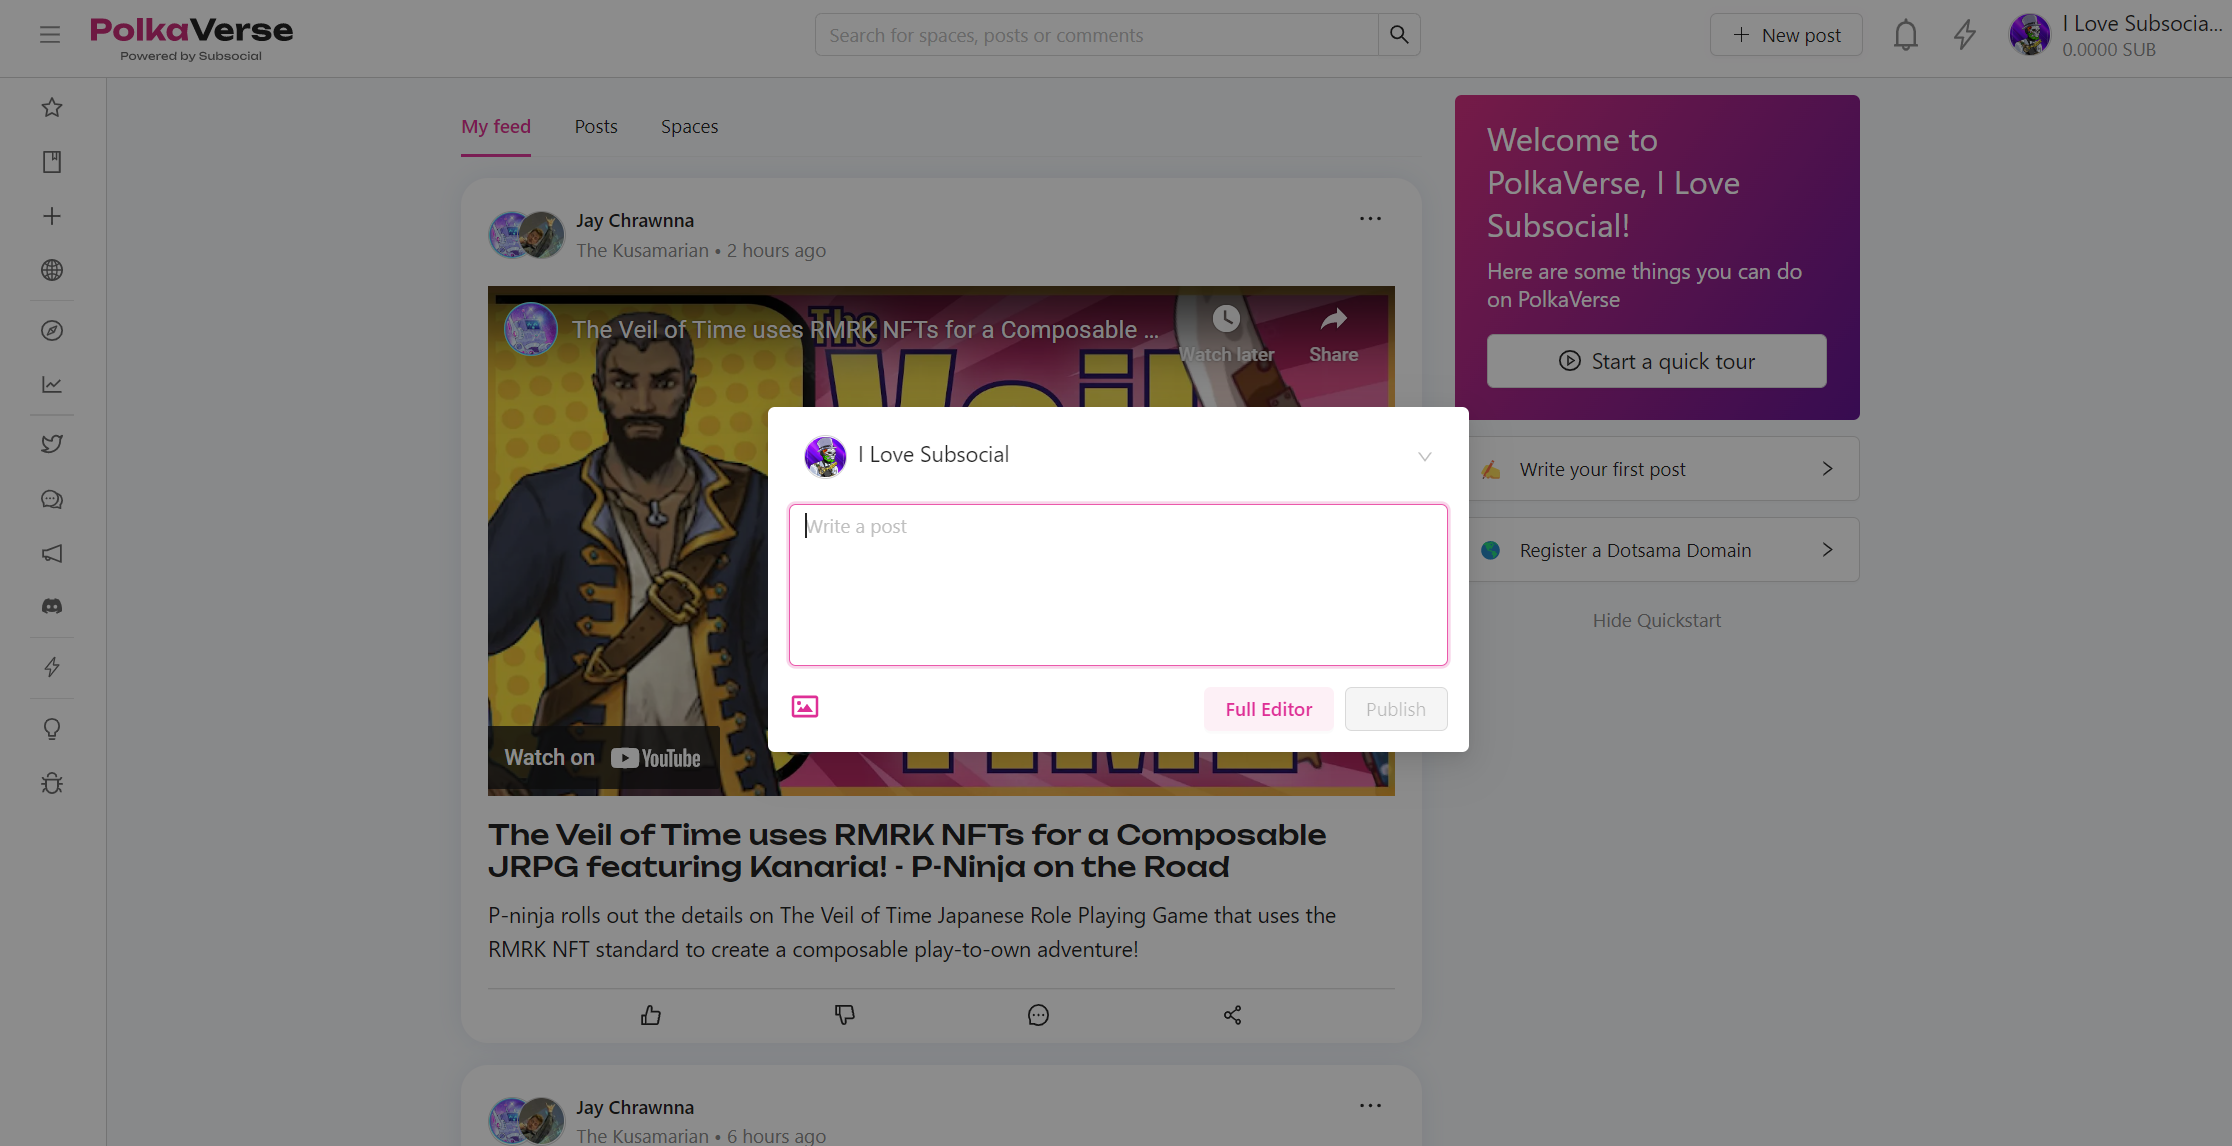 PolkaVerse
Powered by Subsocial
Search for spaces, posts or comments
New post
I Love Subsocia...
0.0000 SUB
My feed
Posts
Spaces
Jay Chrawnna
The Kusamarian • 2 hours ago
The Veil of Time uses RMRK NFTs for a Composable ...
Watch later
Share
The
Watch on YouTube
I Love Subsocial
Write a post
Full Editor
Publish
The Veil of Time uses RMRK NFTs for a Composable
JRPG featuring Kanaria! - P-Ninja on the Road
P-ninja rolls out the details on The Veil of Time Japanese Role Playing Game that uses the
RMRK NFT standard to create a composable play-to-own adventure!
Jay Chrawnna
The Kusamarian • 6 hours ago
Welcome to
PolkaVerse, I Love
Subsocial!
Here are some things you can do
on PolkaVerse
Start a quick tour
Write your first post
Register a Dotsama Domain
Hide Quickstart